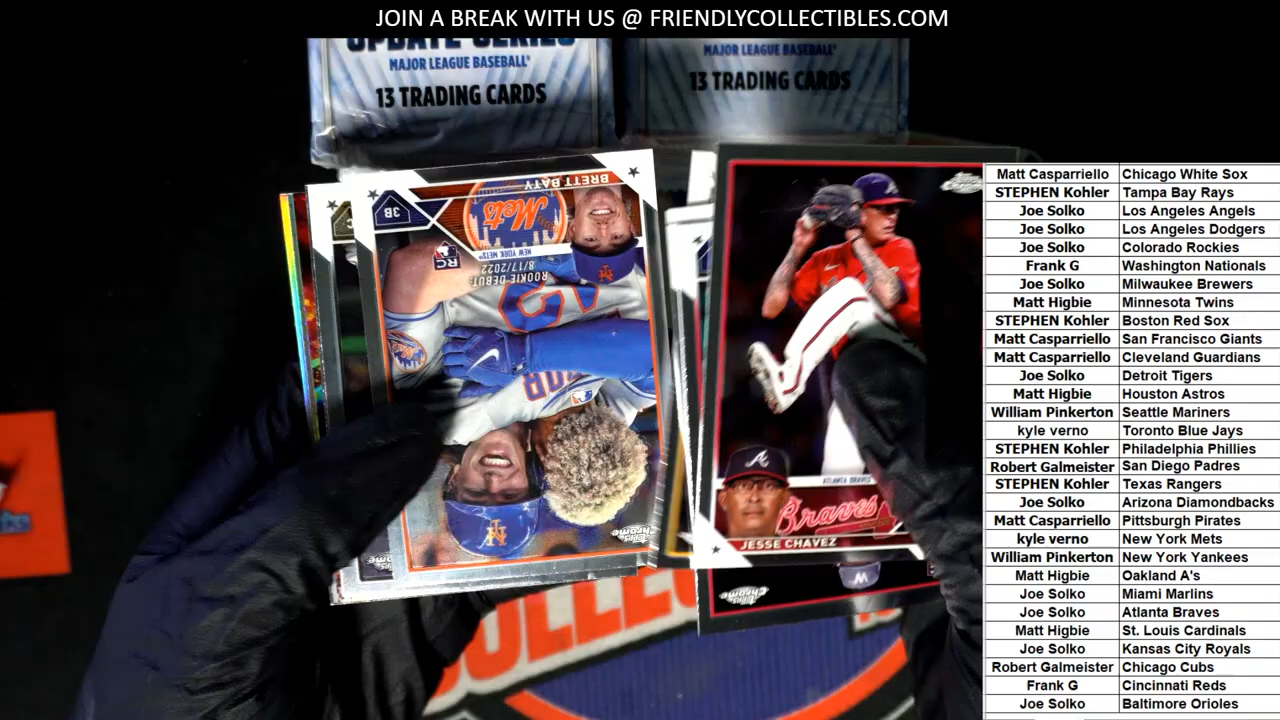 JOIN A BREAK WITH US @ FRIENDLYCOLLECTIBLES.COM
UPDATE SERIES
MAJOR LEAGUE BASEBALL
13 TRADING CARDS
MAJOR LEAGUE BASEBALL
13 TRADING CARDS
BRETT BATY
3B
Mets
NEW YORK METS
RC
ROOKIE DEBUT:
8/17/2022
Topps
Chrome
ATLANTA BRAVES
Braves
JESSE CHAVEZ
Topps
Chrome
Matt Casparriello Chicago White Sox
STEPHEN Kohler Tampa Bay Rays
Joe Solko Los Angeles Angels
Joe Solko Los Angeles Dodgers
Joe Solko Colorado Rockies
Frank G Washington Nationals
Joe Solko Milwaukee Brewers
Matt Higbie Minnesota Twins
STEPHEN Kohler Boston Red Sox
Matt Casparriello San Francisco Giants
Matt Casparriello Cleveland Guardians
Joe Solko Detroit Tigers
Matt Higbie Houston Astros
William Pinkerton Seattle Mariners
kyle verno Toronto Blue Jays
STEPHEN Kohler Philadelphia Phillies
Robert Galmeister San Diego Padres
STEPHEN Kohler Texas Rangers
Joe Solko Arizona Diamondbacks
Matt Casparriello Pittsburgh Pirates
kyle verno New York Mets
William Pinkerton New York Yankees
Matt Higbie Oakland A's
Joe Solko Miami Marlins
Joe Solko Atlanta Braves
Matt Higbie St. Louis Cardinals
Joe Solko Kansas City Royals
Robert Galmeister Chicago Cubs
Frank G Cincinnati Reds
Joe Solko Baltimore Orioles